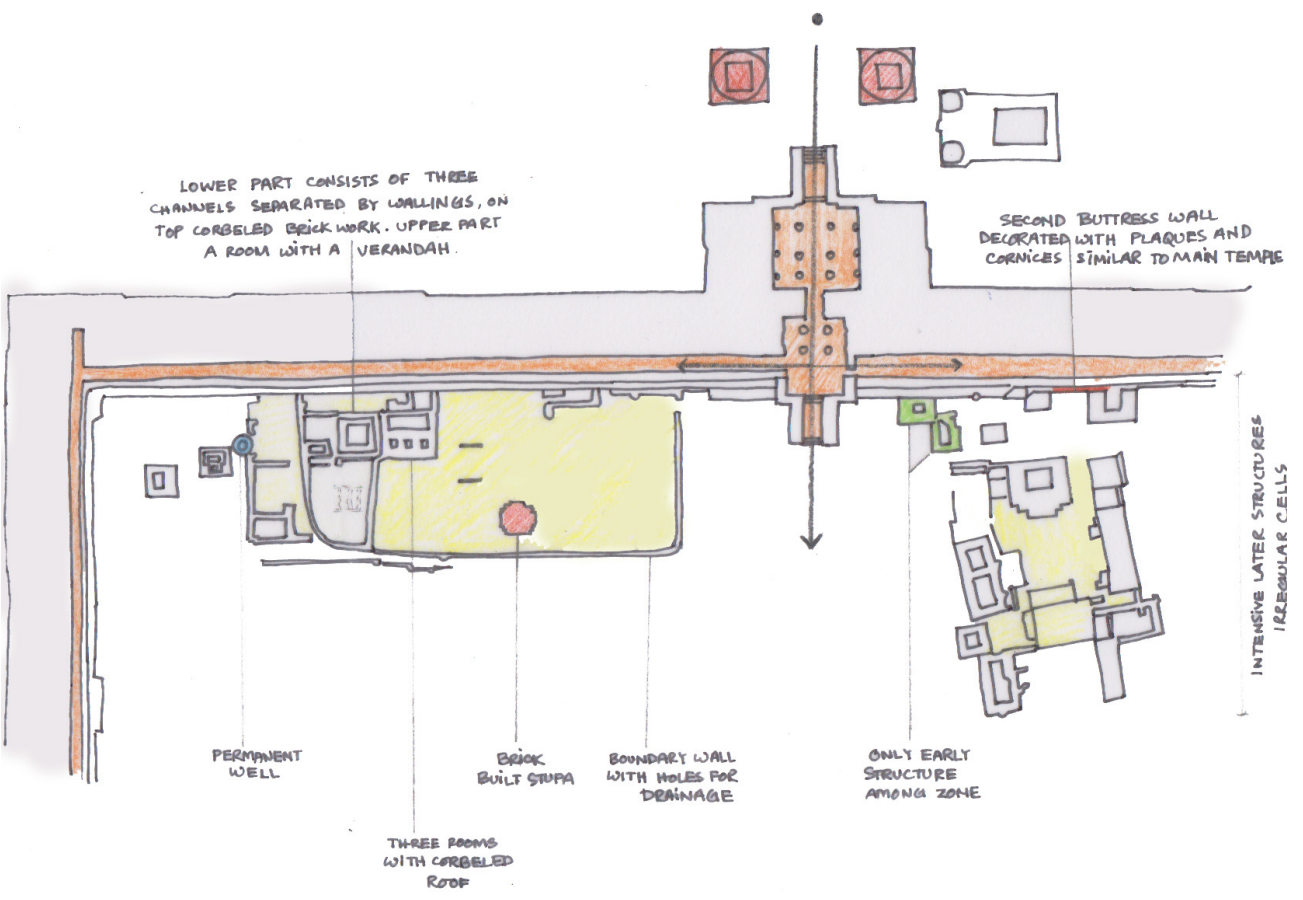 LOWER PART CONSISTS OF THREE
CHANNELS SEPARATED BY WALLINGS, ON
TOP CORBELED BRICK WORK. UPPER PART
A ROOM WITH A VERANDAH.
SECOND BUTTRESS WALL
DECORATED WITH PLAQUES AND
CORNICES SIMILAR TO MAIN TEMPLE
INTENSIVE LATER STRUCTURES
IRREGULAR CELLS
PERMANENT
WELL
BRICK
BUILT STUPA
BOUNDARY WALL
WITH HOLES FOR
DRAINAGE
ONLY EARLY
STRUCTURE
AMONG ZONE
THREE ROOMS
WITH CORBELED
ROOF